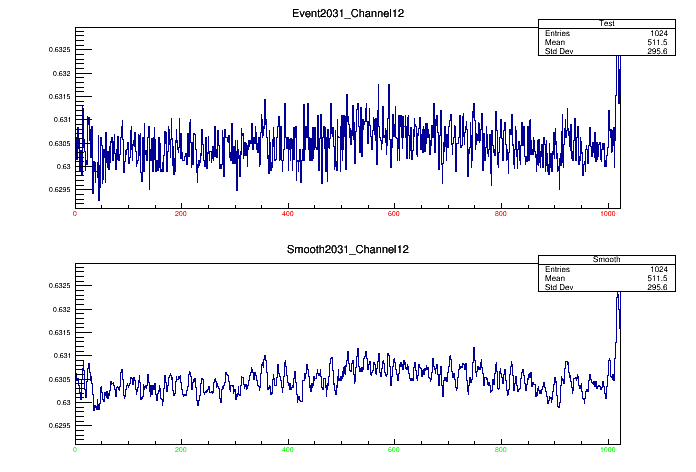 Event2031_Channel12
Test
Entries 1024
Mean 511.5
Std Dev 295.6
0.6325
0.632
0.6315
0.631
0.6305
0.63
0.6295
0 200 400 600 800 1000
Smooth2031_Channel12
Smooth
Entries 1024
Mean 511.5
Std Dev 295.6
0.6325
0.632
0.6315
0.631
0.6305
0.63
0.6295
0 200 400 600 800 1000